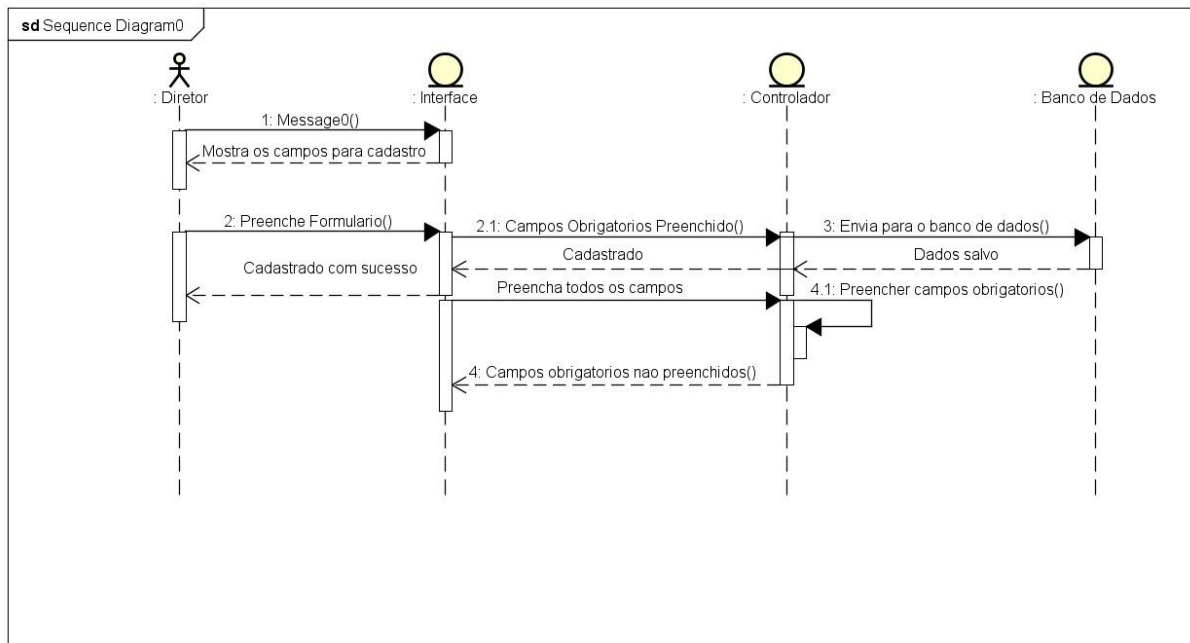 sd Sequence Diagram0
: Diretor
: Interface
: Controlador
: Banco de Dados
1: Message0()
Mostra os campos para cadastro
2: Preenche Formulario()
2.1: Campos Obrigatorios Preenchido()
3: Envia para o banco de dados()
Cadastrado com sucesso
Cadastrado
Dados salvo
Preencha todos os campos
4.1: Preencher campos obrigatorios()
4: Campos obrigatorios nao preenchidos()